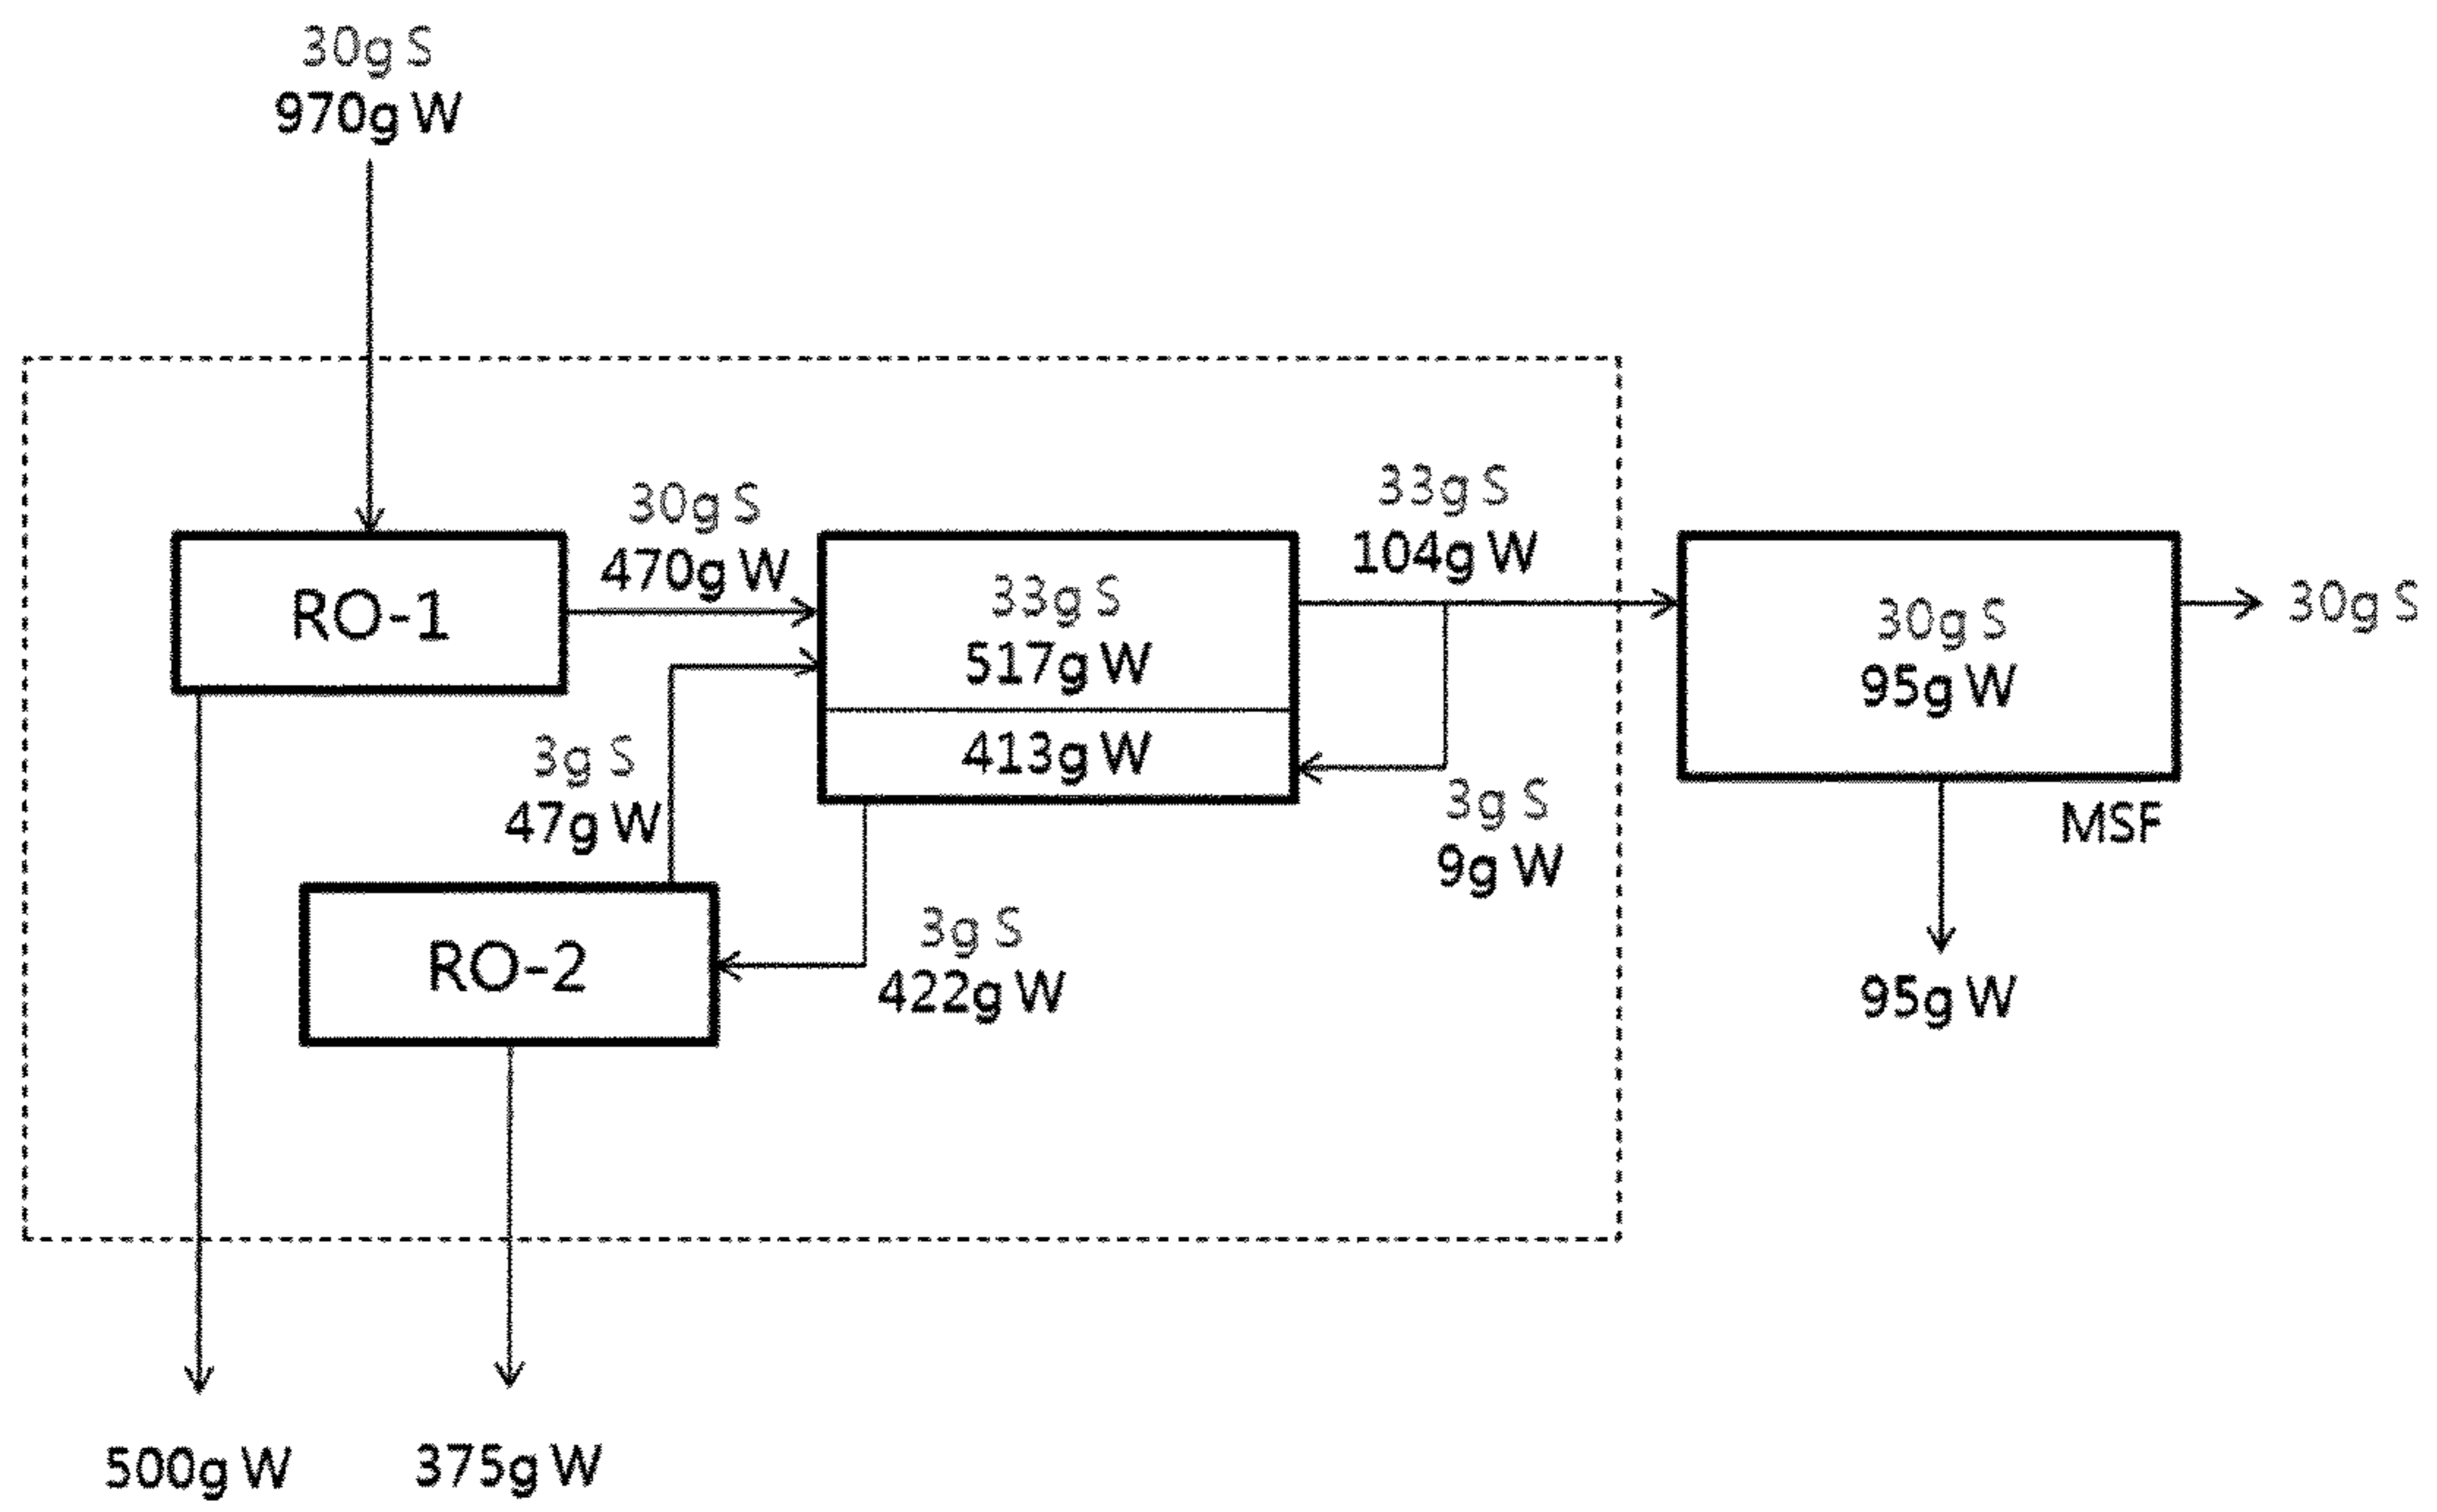 30g S
970g W
RO-1
30g S
470g W
33g S
517g W
413g W
33g S
104g W
30g S
95g W
30g S
MSF
95g W
3g S
47g W
3g S
9g W
RO-2
3g S
422g W
500g W
375g W